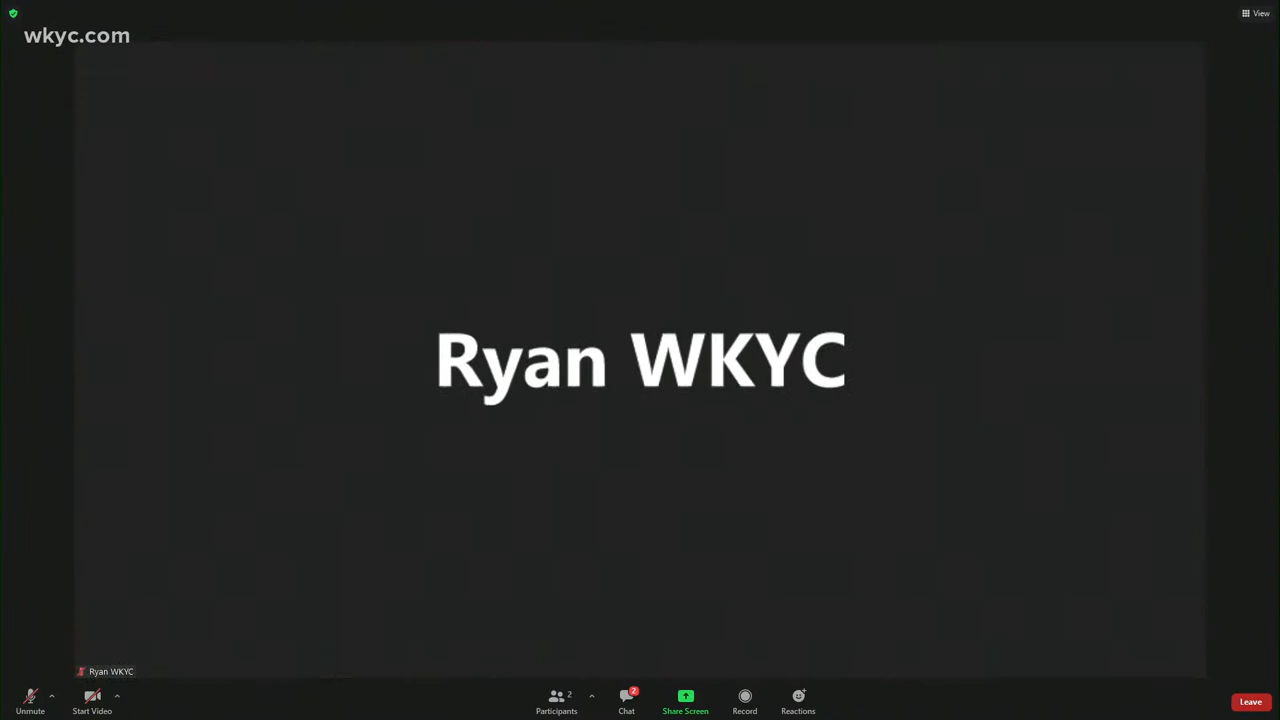 View
wkyc.com
Ryan WKYC
Ryan WKYC
Unmute
Start Video
Participants 2
Chat 2
Share Screen
Record
Reactions
Leave